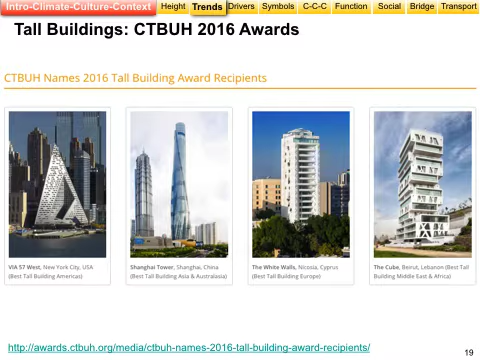 Intro-Climate-Culture-Context Height Trends Drivers Symbols C-C-C Function Social Bridge Transport
Tall Buildings: CTBUH 2016 Awards
CTBUH Names 2016 Tall Building Award Recipients
VIA 57 West, New York City, USA
(Best Tall Building Americas)
Shanghai Tower, Shanghai, China
(Best Tall Building Asia & Australasia)
The White Walls, Nicosia, Cyprus
(Best Tall Building Europe)
The Cube, Beirut, Lebanon (Best Tall
Building Middle East & Africa)
http://awards.ctbuh.org/media/ctbuh-names-2016-tall-building-award-recipients/
19